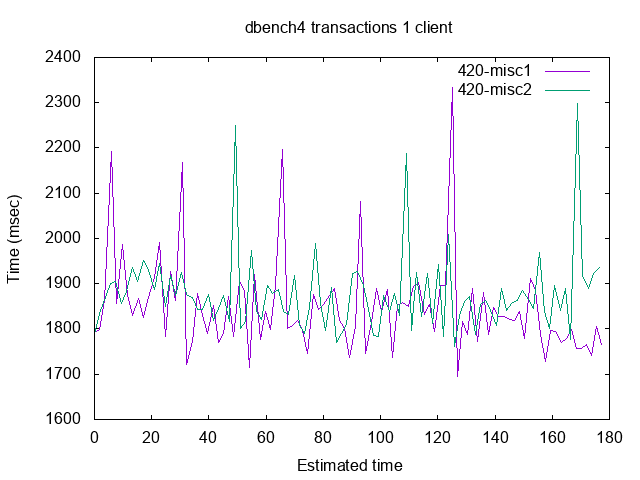 dbench4 transactions 1 client
2400
2300
2200
2100
2000
1900
1800
1700
1600
Time (msec)
420-misc1
420-misc2
0 20 40 60 80 100 120 140 160 180
Estimated time